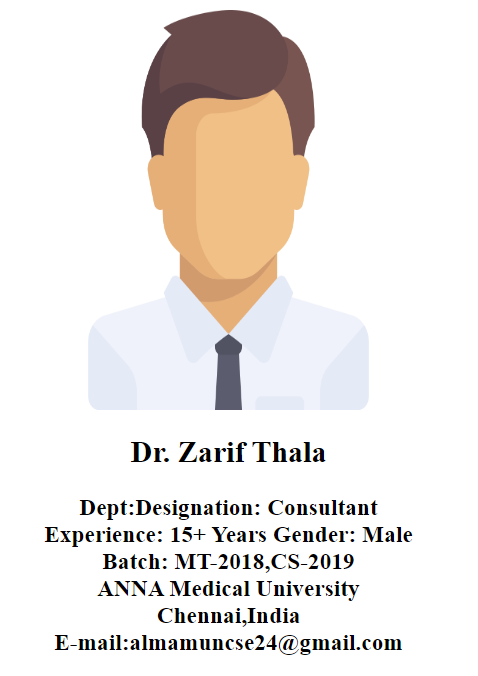 Dr. Zarif Thala
Dept:Designation: Consultant
Experience: 15+ Years Gender: Male
Batch: MT-2018,CS-2019
ANNA Medical University
Chennai,India
E-mail:almamuncse24@gmail.com